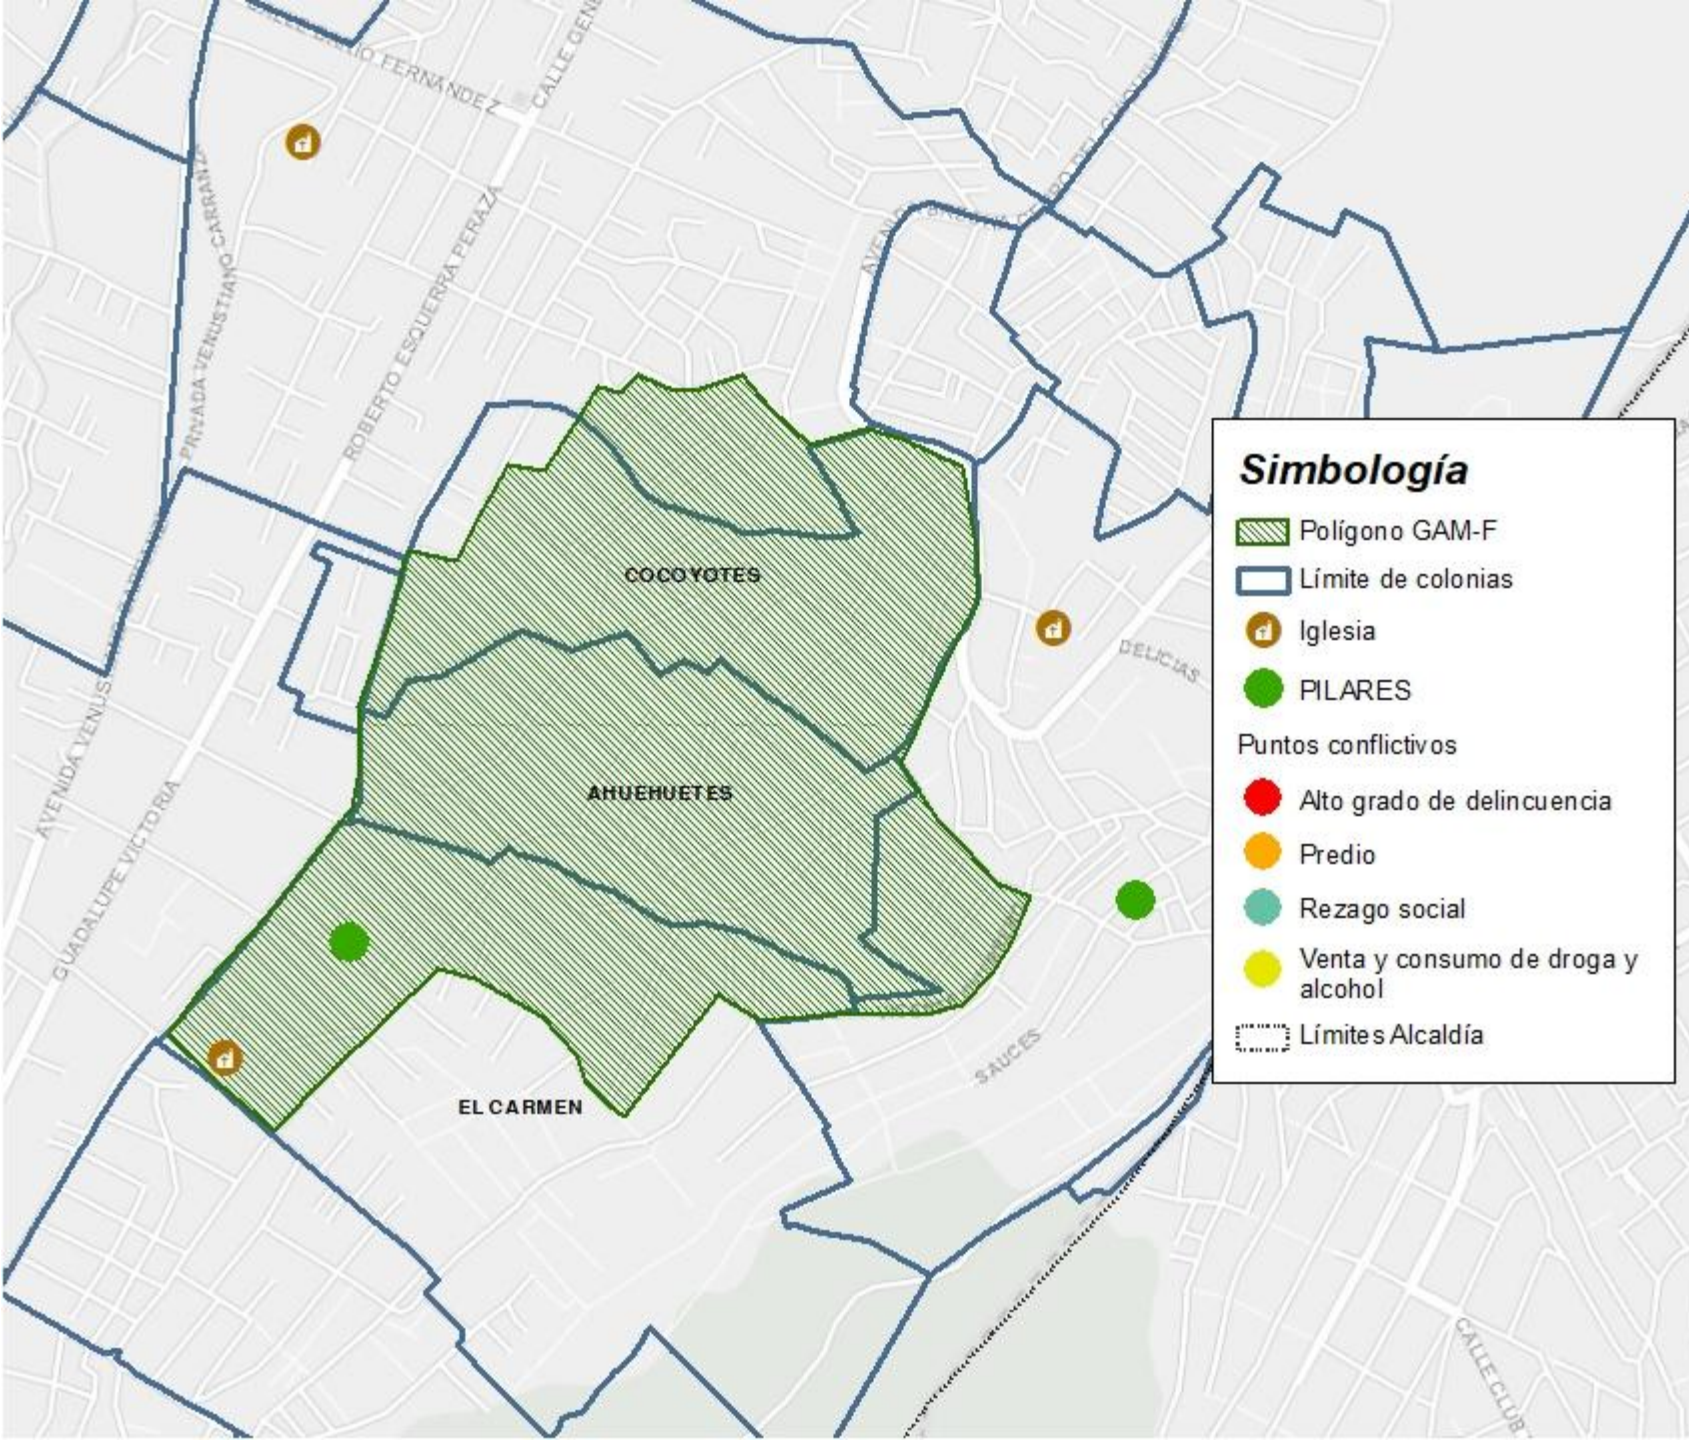 FERNANDEZ
CALLE GEN
PRIVADA VENUSTIANO CARRANZA
ROBERTO ESQUERRA PERAZA
COCOYOTES
DELICIAS
AHUEHUETES
AVENIDA VENUS
GUADALUPE VICTORIA
SAUCES
EL CARMEN
CALLE CLUB
Simbología
Polígono GAM-F
Límite de colonias
Iglesia
PILARES
Puntos conflictivos
Alto grado de delincuencia
Predio
Rezago social
Venta y consumo de droga y
alcohol
Límites Alcaldía